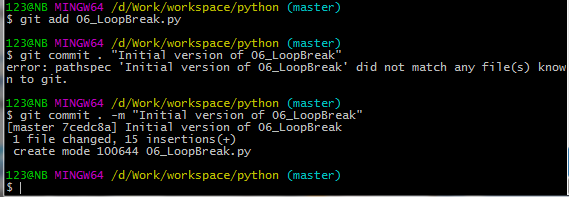 123@NB MINGW64 /d/Work/workspace/python (master)
$ git add 06_LoopBreak.py
123@NB MINGW64 /d/Work/workspace/python (master)
$ git commit . "Initial version of 06_LoopBreak"
error: pathspec 'Initial version of 06_LoopBreak' did not match any file(s) know
n to git.
123@NB MINGW64 /d/Work/workspace/python (master)
$ git commit . -m "Initial version of 06_LoopBreak"
[master 7cedc8a] Initial version of 06_LoopBreak
1 file changed, 15 insertions(+)
create mode 100644 06_LoopBreak.py
123@NB MINGW64 /d/Work/workspace/python (master)
$